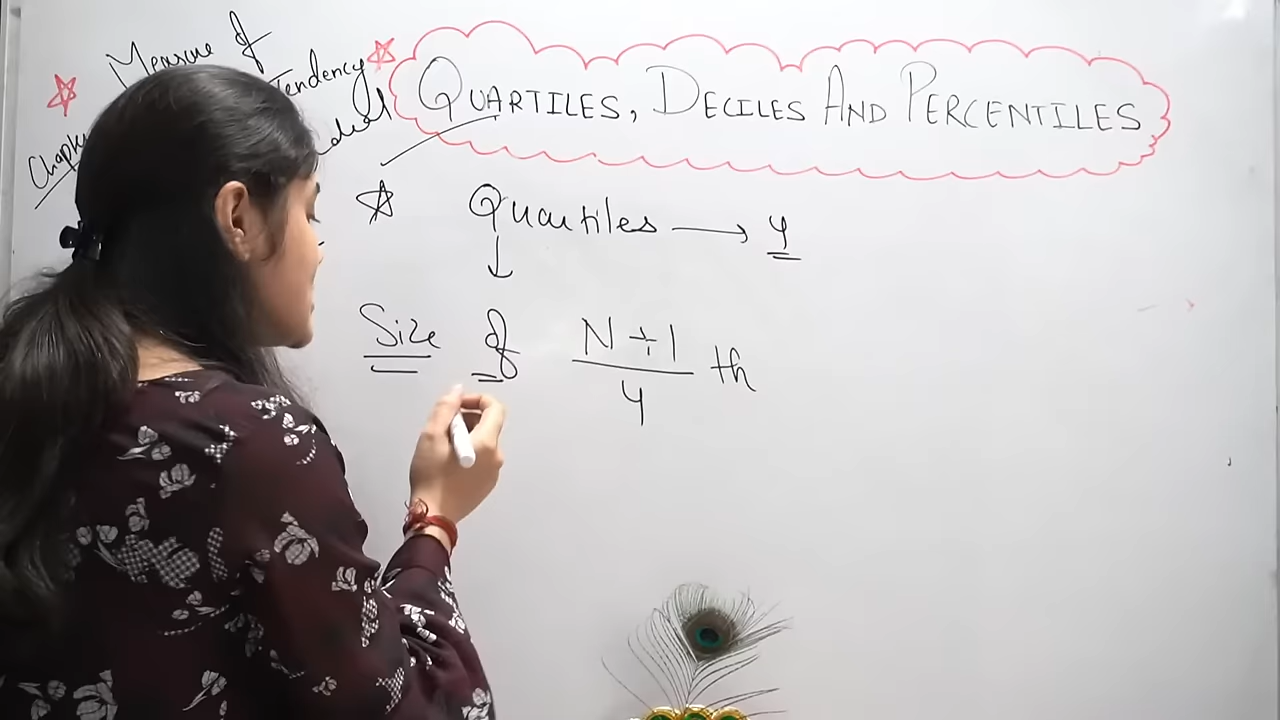 Measure of
Tendency
QUARTILES, DECILES AND PERCENTILES
Quartiles → 4
Size of N+1/4 th